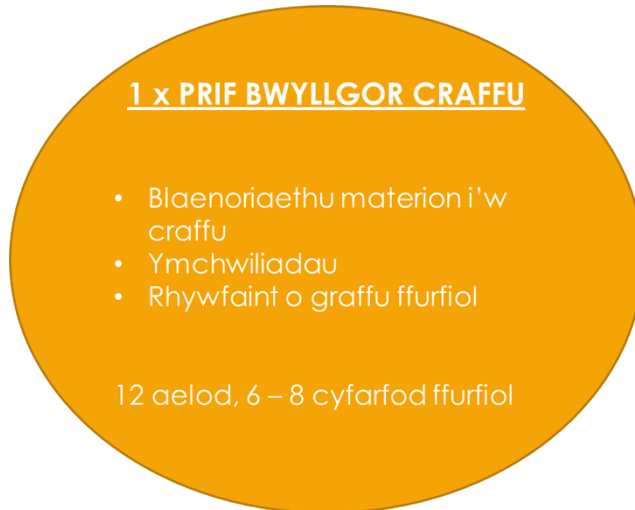 1 x PRIF BWYLLGOR CRAFFU
• Blaenoriaethu materion i'w
craffu
• Ymchwiliadau
• Rhywfaint o graffu ffurfiol
12 aelod, 6 – 8 cyfarfod ffurfiol